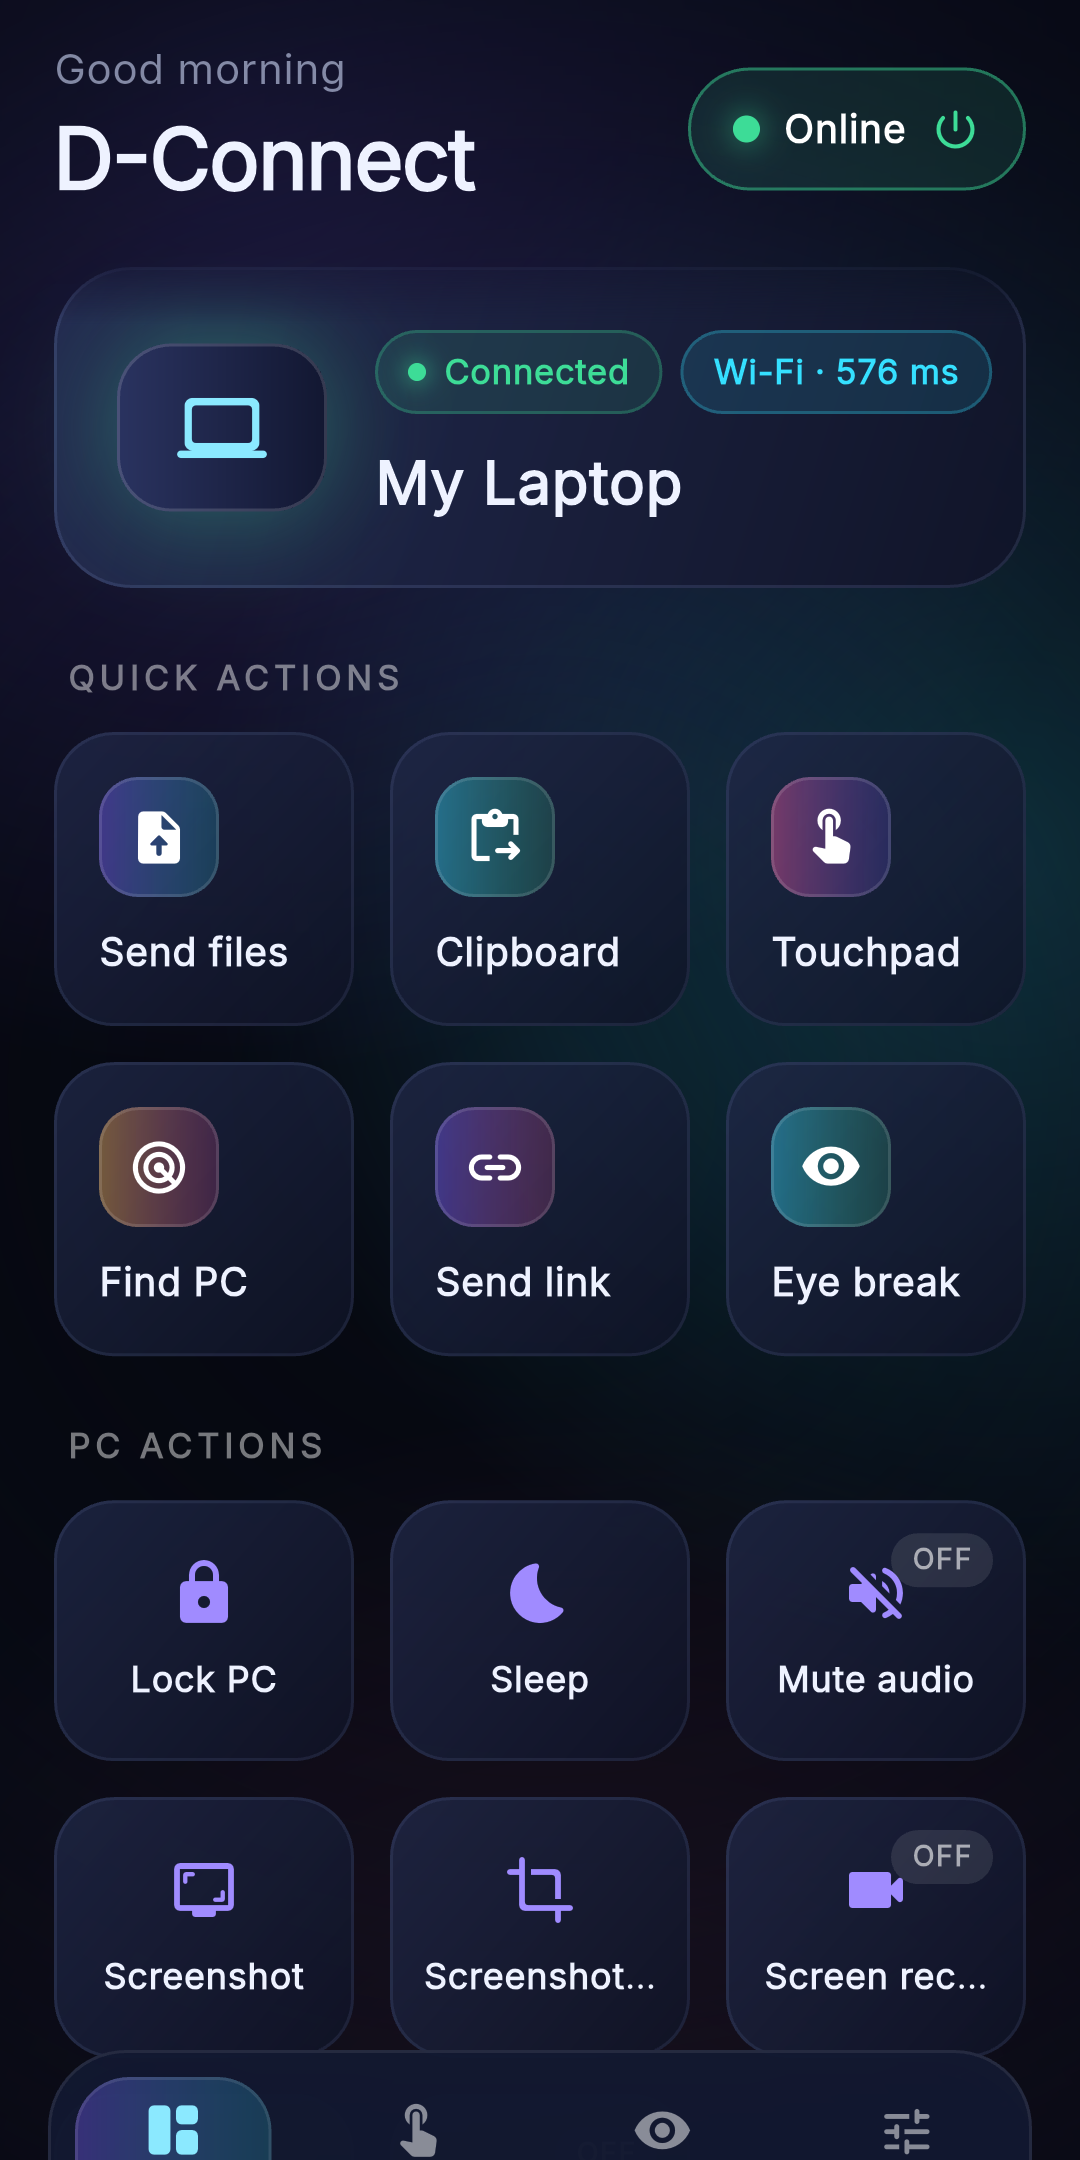 Good morning
D-Connect
Online
Connected
Wi-Fi · 576 ms
My Laptop
QUICK ACTIONS
Send files
Clipboard
Touchpad
Find PC
Send link
Eye break
PC ACTIONS
OFF
Lock PC
Sleep
Mute audio
OFF
Screenshot
Screenshot...
Screen rec...
OFF